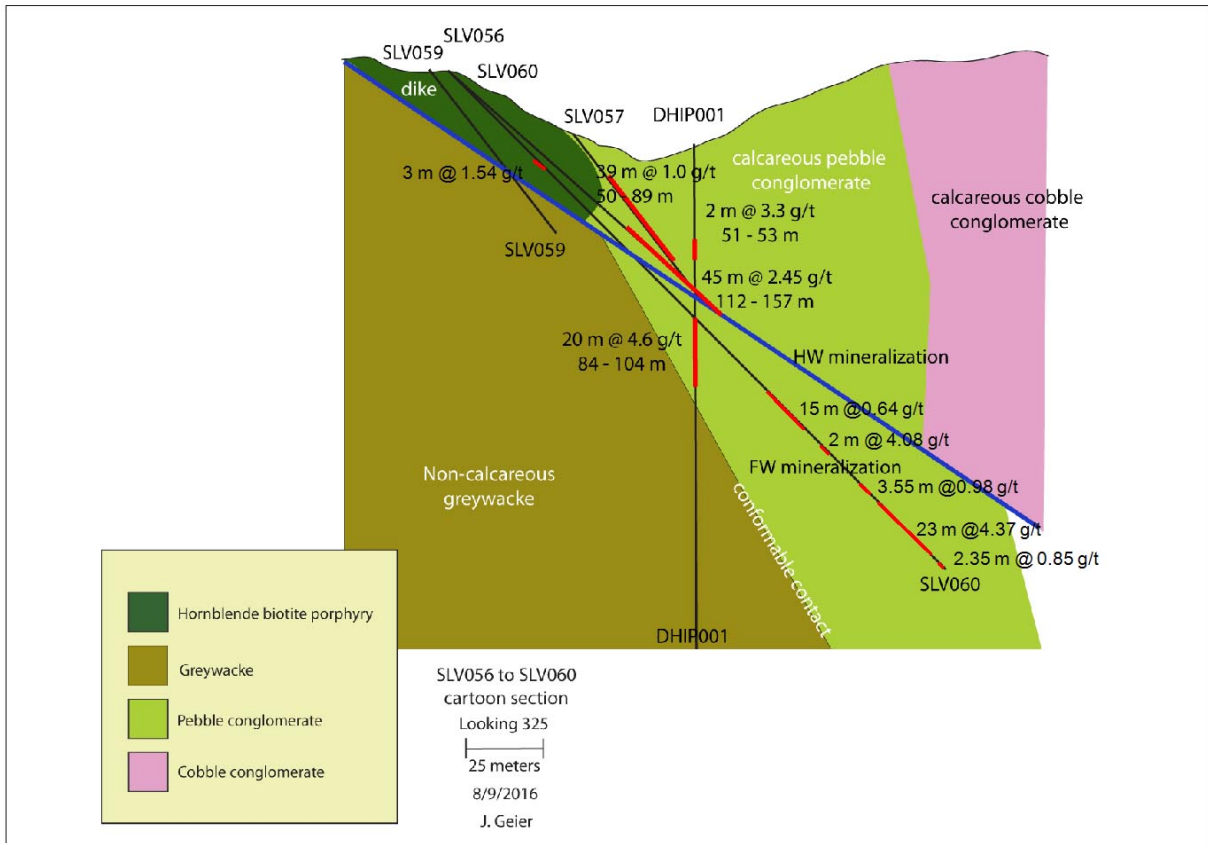 SLV056
SLV059
SLV060
dike
SLV057
DHIP001
3 m @ 1.54 g/t
39 m @ 1.0 g/t
50 - 89 m
calcareous pebble
conglomerate
calcareous cobble
conglomerate
2 m @ 3.3 g/t
51 - 53 m
SLV059
45 m @ 2.45 g/t
112 - 157 m
20 m @ 4.6 g/t
84 - 104 m
HW mineralization
15 m @0.64 g/t
2 m @ 4.08 g/t
FW mineralization
Non-calcareous
greywacke
3.55 m @0.98 g/t
23 m @4.37 g/t
2.35 m @ 0.85 g/t
SLV060
conformable contact
DHIP001
Hornblende biotite porphyry
Greywacke
Pebble conglomerate
Cobble conglomerate
SLV056 to SLV060
cartoon section
Looking 325
25 meters
8/9/2016
J. Geier